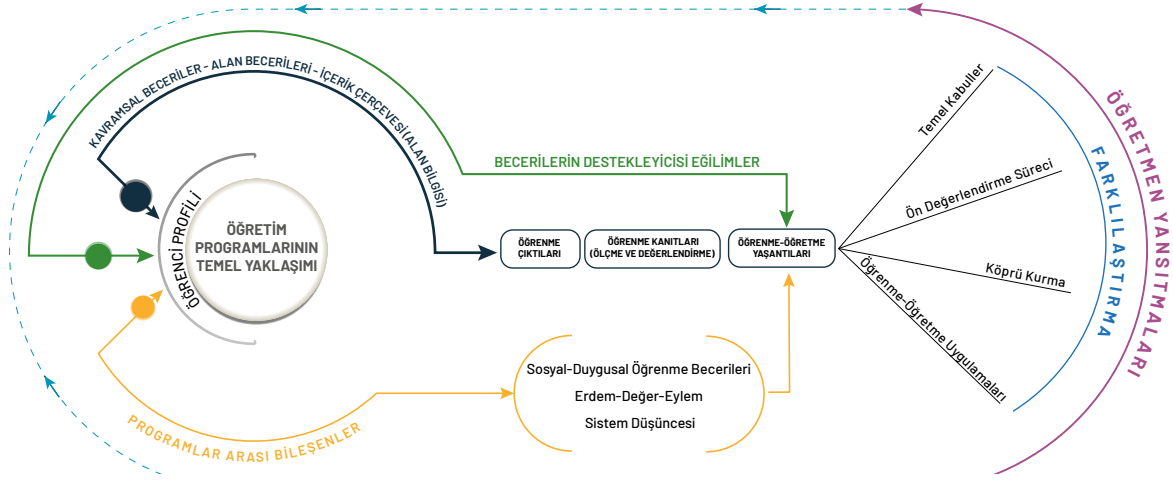 KAVRAMSAL BECERİLER - ALAN BECERİLERİ - İÇERİK ÇERÇEVESİ (ALAN BİLGİSİ)
ÖĞRENCİ PROFİLİ
ÖĞRETİM
PROGRAMLARININ
TEMEL YAKLAŞIMI
PROGRAMLAR ARASI BİLEŞENLER
BECERİLERİN DESTEKLEYİCİSİ EĞİLİMLER
ÖĞRENME
ÇIKTILARI
ÖĞRENME KANITLARI
(ÖLÇME VE DEĞERLENDİRME)
ÖĞRENME-ÖĞRETME
YAŞANTILARI
Sosyal-Duygusal Öğrenme Becerileri
Erdem-Değer-Eylem
Sistem Düşüncesi
Temel Kabuller
Ön Değerlendirme Süreci
Köprü Kurma
Öğrenme-Öğretme Uygulamaları
FARKLILAŞTIRMA
ÖĞRETMEN YANSITMALARI